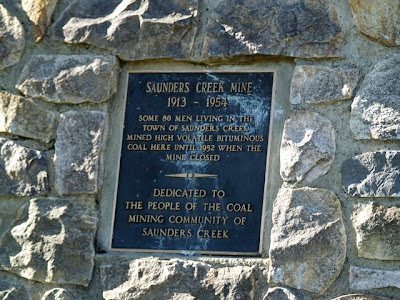 SAUNDERS CREEK MINE
1913 - 1954
SOME 80 MEN LIVING IN THE
TOWN OF SAUNDERS CREEK
MINED HIGH VOLATILE BITUMINOUS
COAL HERE UNTIL 1952 WHEN THE
MINE CLOSED
DEDICATED TO
THE PEOPLE OF THE COAL
MINING COMMUNITY OF
SAUNDERS CREEK